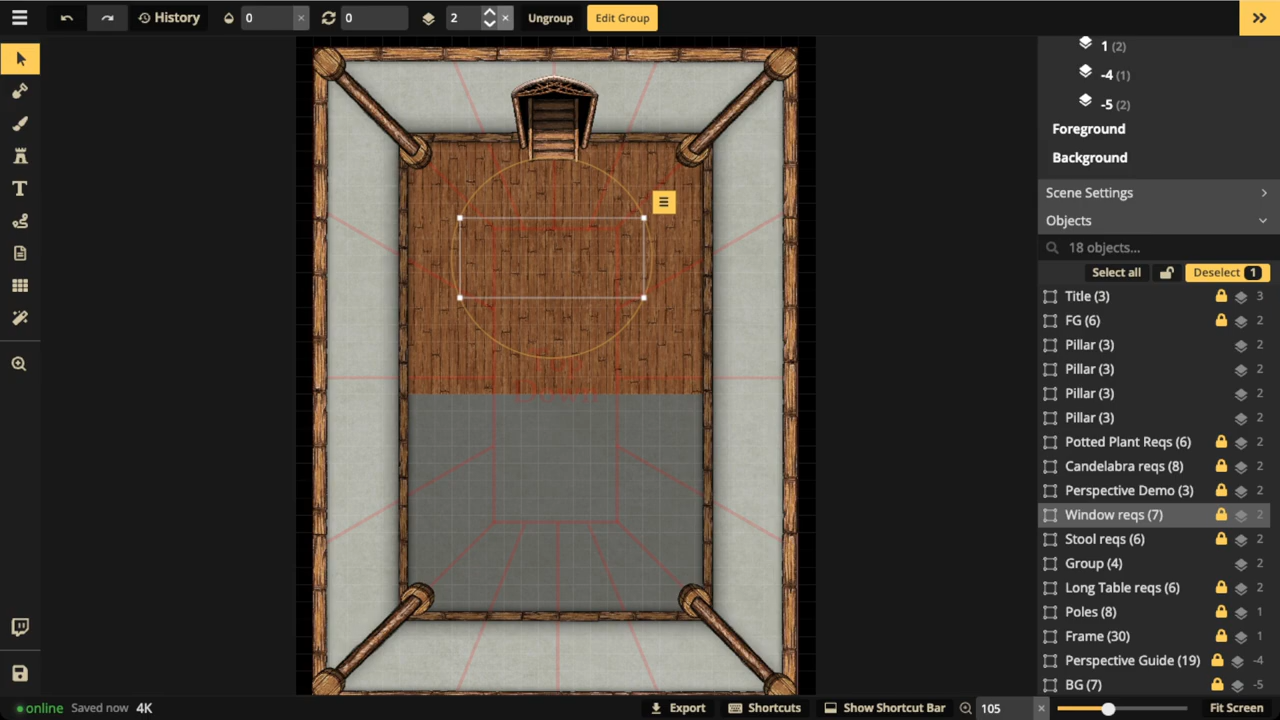 History
0
0
2
Ungroup
Edit Group
1 (2)
-4 (1)
-5 (2)
Foreground
Background
Scene Settings
Objects
18 objects...
Select all
Deselect 1
Title (3) 3
FG (6) 2
Pillar (3) 2
Pillar (3) 2
Pillar (3) 2
Pillar (3) 2
Potted Plant Reqs (6) 2
Candelabra reqs (8) 2
Perspective Demo (3) 2
Window reqs (7) 2
Stool reqs (6) 2
Group (4) 2
Long Table reqs (6) 2
Poles (8) 1
Frame (30) 1
Perspective Guide (19) -4
BG (7) -5
online Saved now 4K
Export
Shortcuts
Show Shortcut Bar
105
Fit Screen